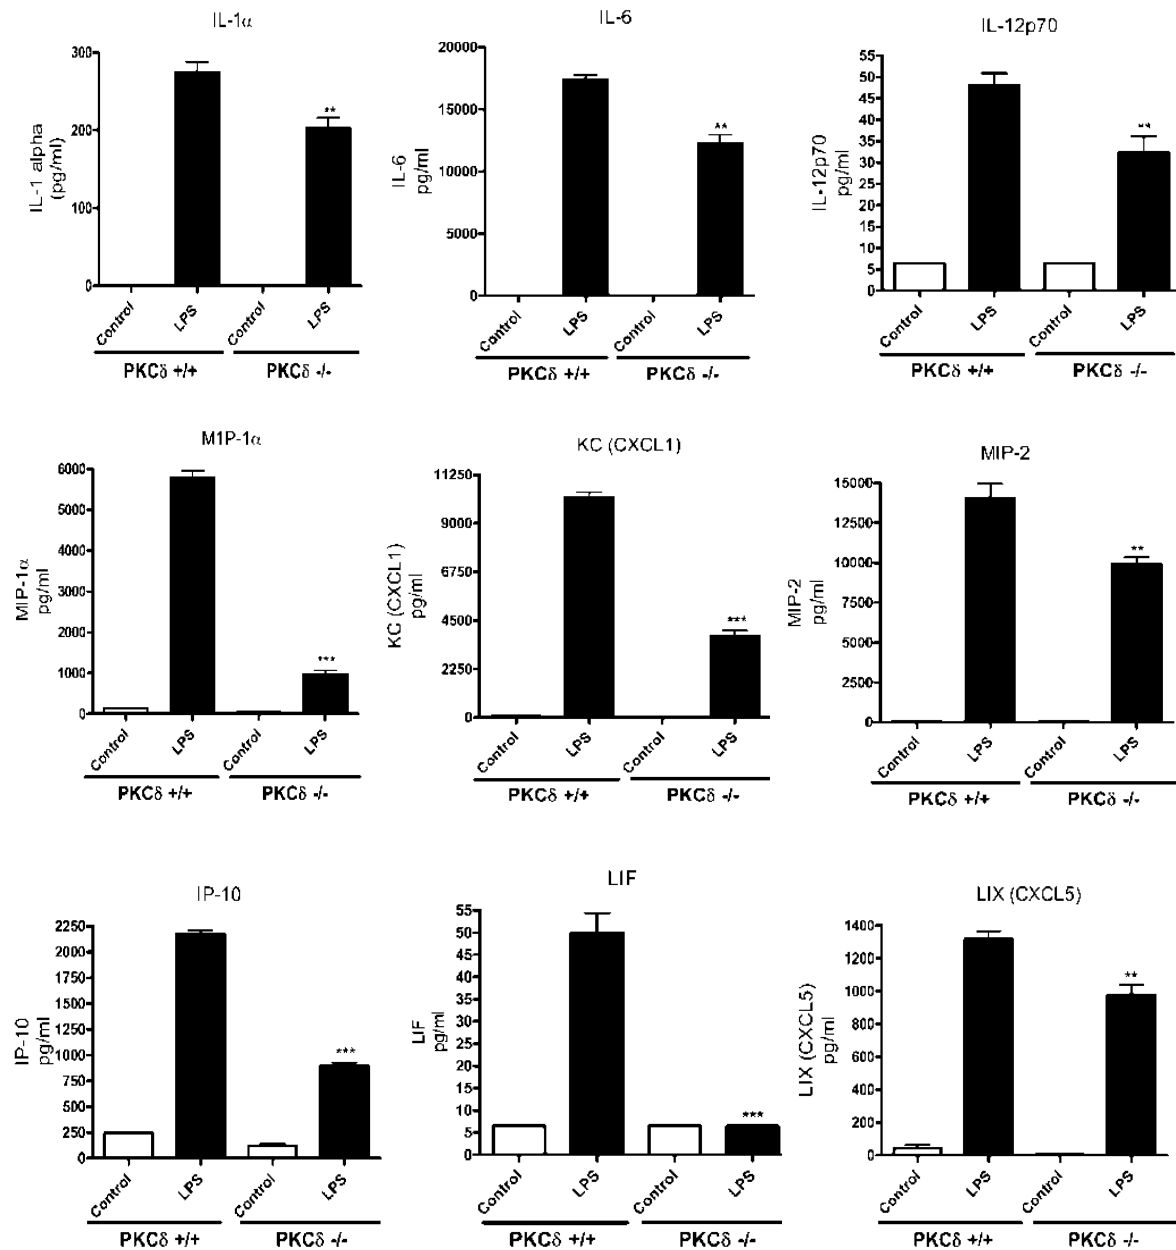 IL-1α
300
200
100
0
IL-1 alpha
(pg/ml)
**
Control
LPS
Control
LPS
PKCδ +/+
PKCδ -/-
IL-6
20000
15000
10000
5000
0
IL-6
pg/ml
**
Control
LPS
Control
LPS
PKCδ +/+
PKCδ -/-
IL-12p70
55
50
45
40
35
30
25
20
15
10
5
0
IL-12p70
pg/ml
**
Control
LPS
Control
LPS
PKCδ +/+
PKCδ -/-
M1P-1α
6000
5000
4000
3000
2000
1000
0
MIP-1α
pg/ml
***
Control
LPS
Control
LPS
PKCδ +/+
PKCδ -/-
KC (CXCL1)
11250
9000
6750
4500
2250
0
KC (CXCL1)
pg/ml
***
Control
LPS
Control
LPS
PKCδ +/+
PKCδ -/-
MIP-2
15000
12500
10000
7500
5000
2500
0
MIP-2
pg/ml
**
Control
LPS
Control
LPS
PKCδ +/+
PKCδ -/-
IP-10
2250
2000
1750
1500
1250
1000
750
500
250
0
IP-10
pg/ml
***
Control
LPS
Control
LPS
PKCδ +/+
PKCδ -/-
LIF
55
50
45
40
35
30
25
20
15
10
5
0
LIF
pg/ml
***
Control
LPS
Control
LPS
PKCδ +/+
PKCδ -/-
LIX (CXCL5)
1400
1200
1000
800
600
400
200
0
LIX (CXCL5)
pg/ml
**
Control
LPS
Control
LPS
PKCδ +/+
PKCδ -/-